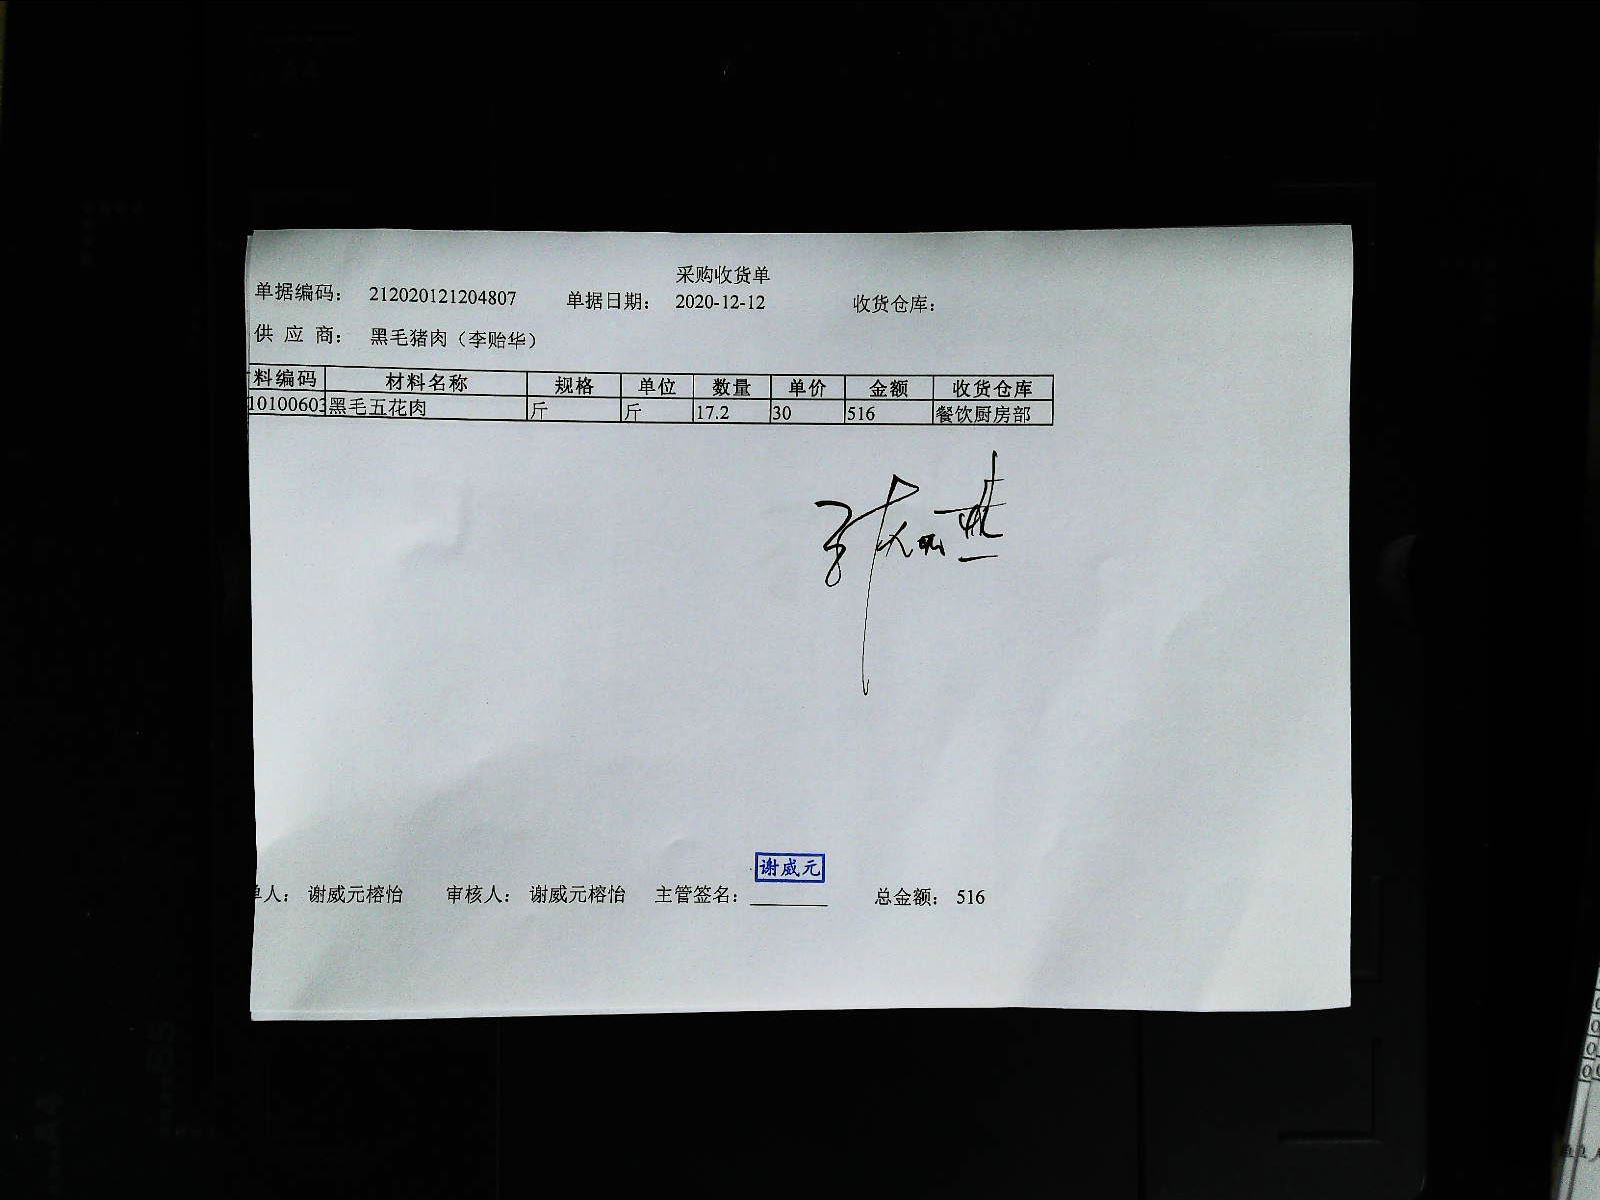 采购收货单
单据编码： 212020121204807 单据日期： 2020-12-12 收货仓库：
供 应 商： 黑毛猪肉（李贻华）
料编码 材料名称 规格 单位 数量 单价 金额 收货仓库
10100603 黑毛五花肉 斤 斤 17.2 30 516 餐饮厨房部
谢威元
单人： 谢威元榕怡 审核人： 谢威元榕怡 主管签名： 总金额： 516